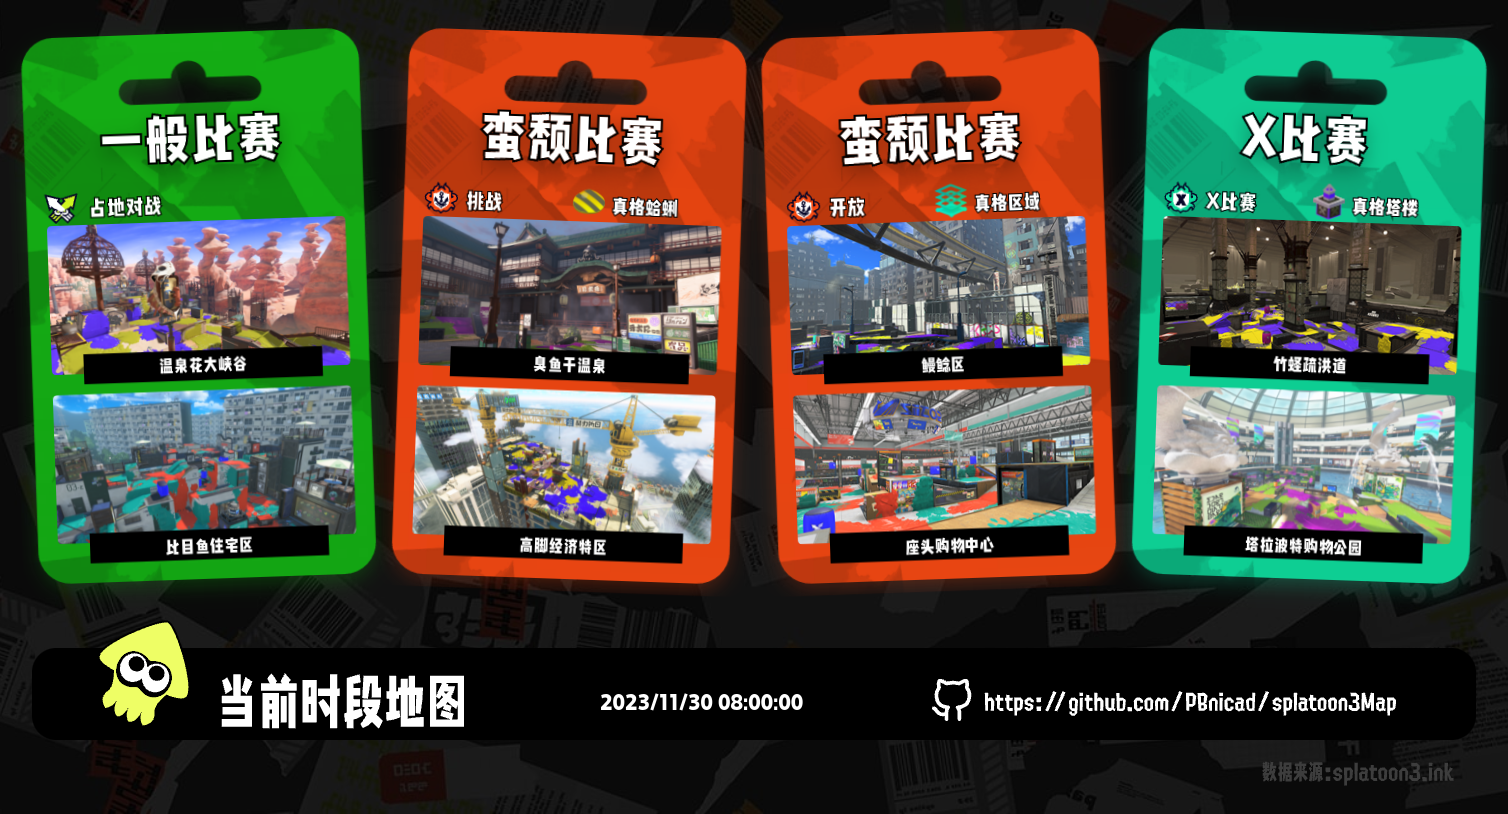 一般比赛
占地对战
温泉花大峡谷
比目鱼住宅区
蛮颓比赛
挑战
真格蛤蜊
臭鱼干温泉
高脚经济特区
蛮颓比赛
开放
真格区域
鳗鲶区
座头购物中心
X比赛
X比赛
真格塔楼
竹蛏疏洪道
塔拉波特购物公园
当前时段地图
2023/11/30 08:00:00
https://github.com/PBnicad/splatoon3Map
数据来源:splatoon3.ink